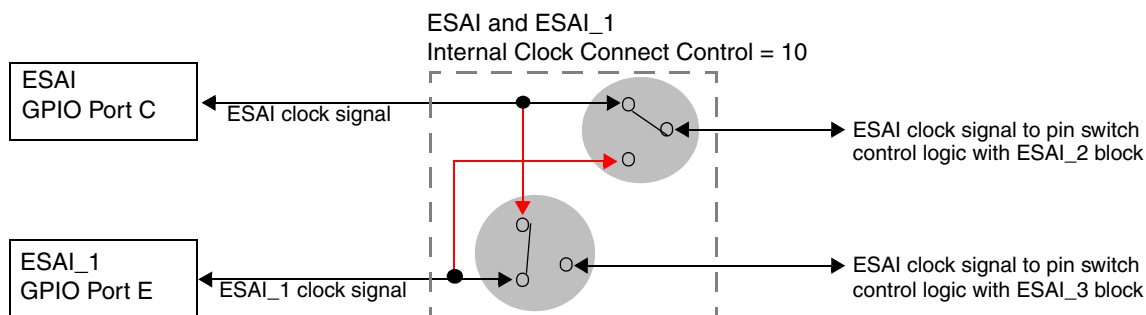 ESAI and ESAI_1
Internal Clock Connect Control = 10
ESAI
GPIO Port C
ESAI clock signal
ESAI clock signal to pin switch
control logic with ESAI_2 block
ESAI_1
GPIO Port E
ESAI_1 clock signal
ESAI clock signal to pin switch
control logic with ESAI_3 block